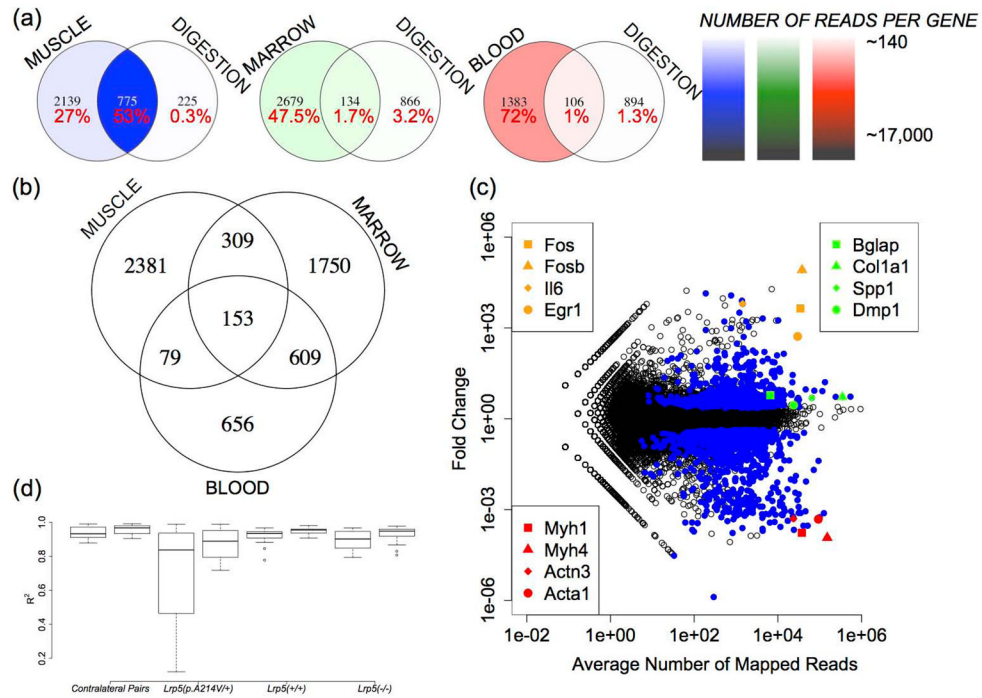 (a)
MUSCLE
DIGESTION
2139
27%
775
53%
225
0.3%
MARROW
DIGESTION
2679
47.5%
134
1.7%
866
3.2%
BLOOD
DIGESTION
1383
72%
106
1%
894
1.3%
NUMBER OF READS PER GENE
~140
~17,000
(b)
MUSCLE
MARROW
2381
309
1750
153
79
609
656
BLOOD
(c)
Fold Change
1e+06
1e+03
1e+00
1e-03
1e-06
Fos
Fosb
Il6
Egr1
Bglap
Col1a1
Spp1
Dmp1
Myh1
Myh4
Actn3
Acta1
1e-02
1e+00
1e+02
1e+04
1e+06
Average Number of Mapped Reads
(d)
R2
1.0
0.8
0.6
0.4
0.2
Contralateral Pairs
Lrp5(p.A214V/+)
Lrp5(+/+)
Lrp5(-/-)